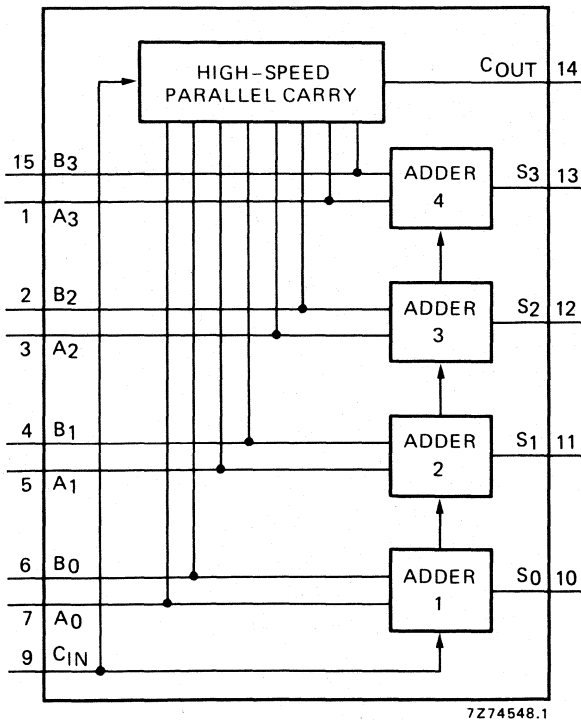 HIGH-SPEED
PARALLEL CARRY
COUT 14
15 B3
ADDER
4
S3 13
1 A3
2 B2
ADDER
3
S2 12
3 A2
4 B1
ADDER
2
S1 11
5 A1
6 B0
ADDER
1
S0 10
7 A0
9 CIN
7Z74548.1